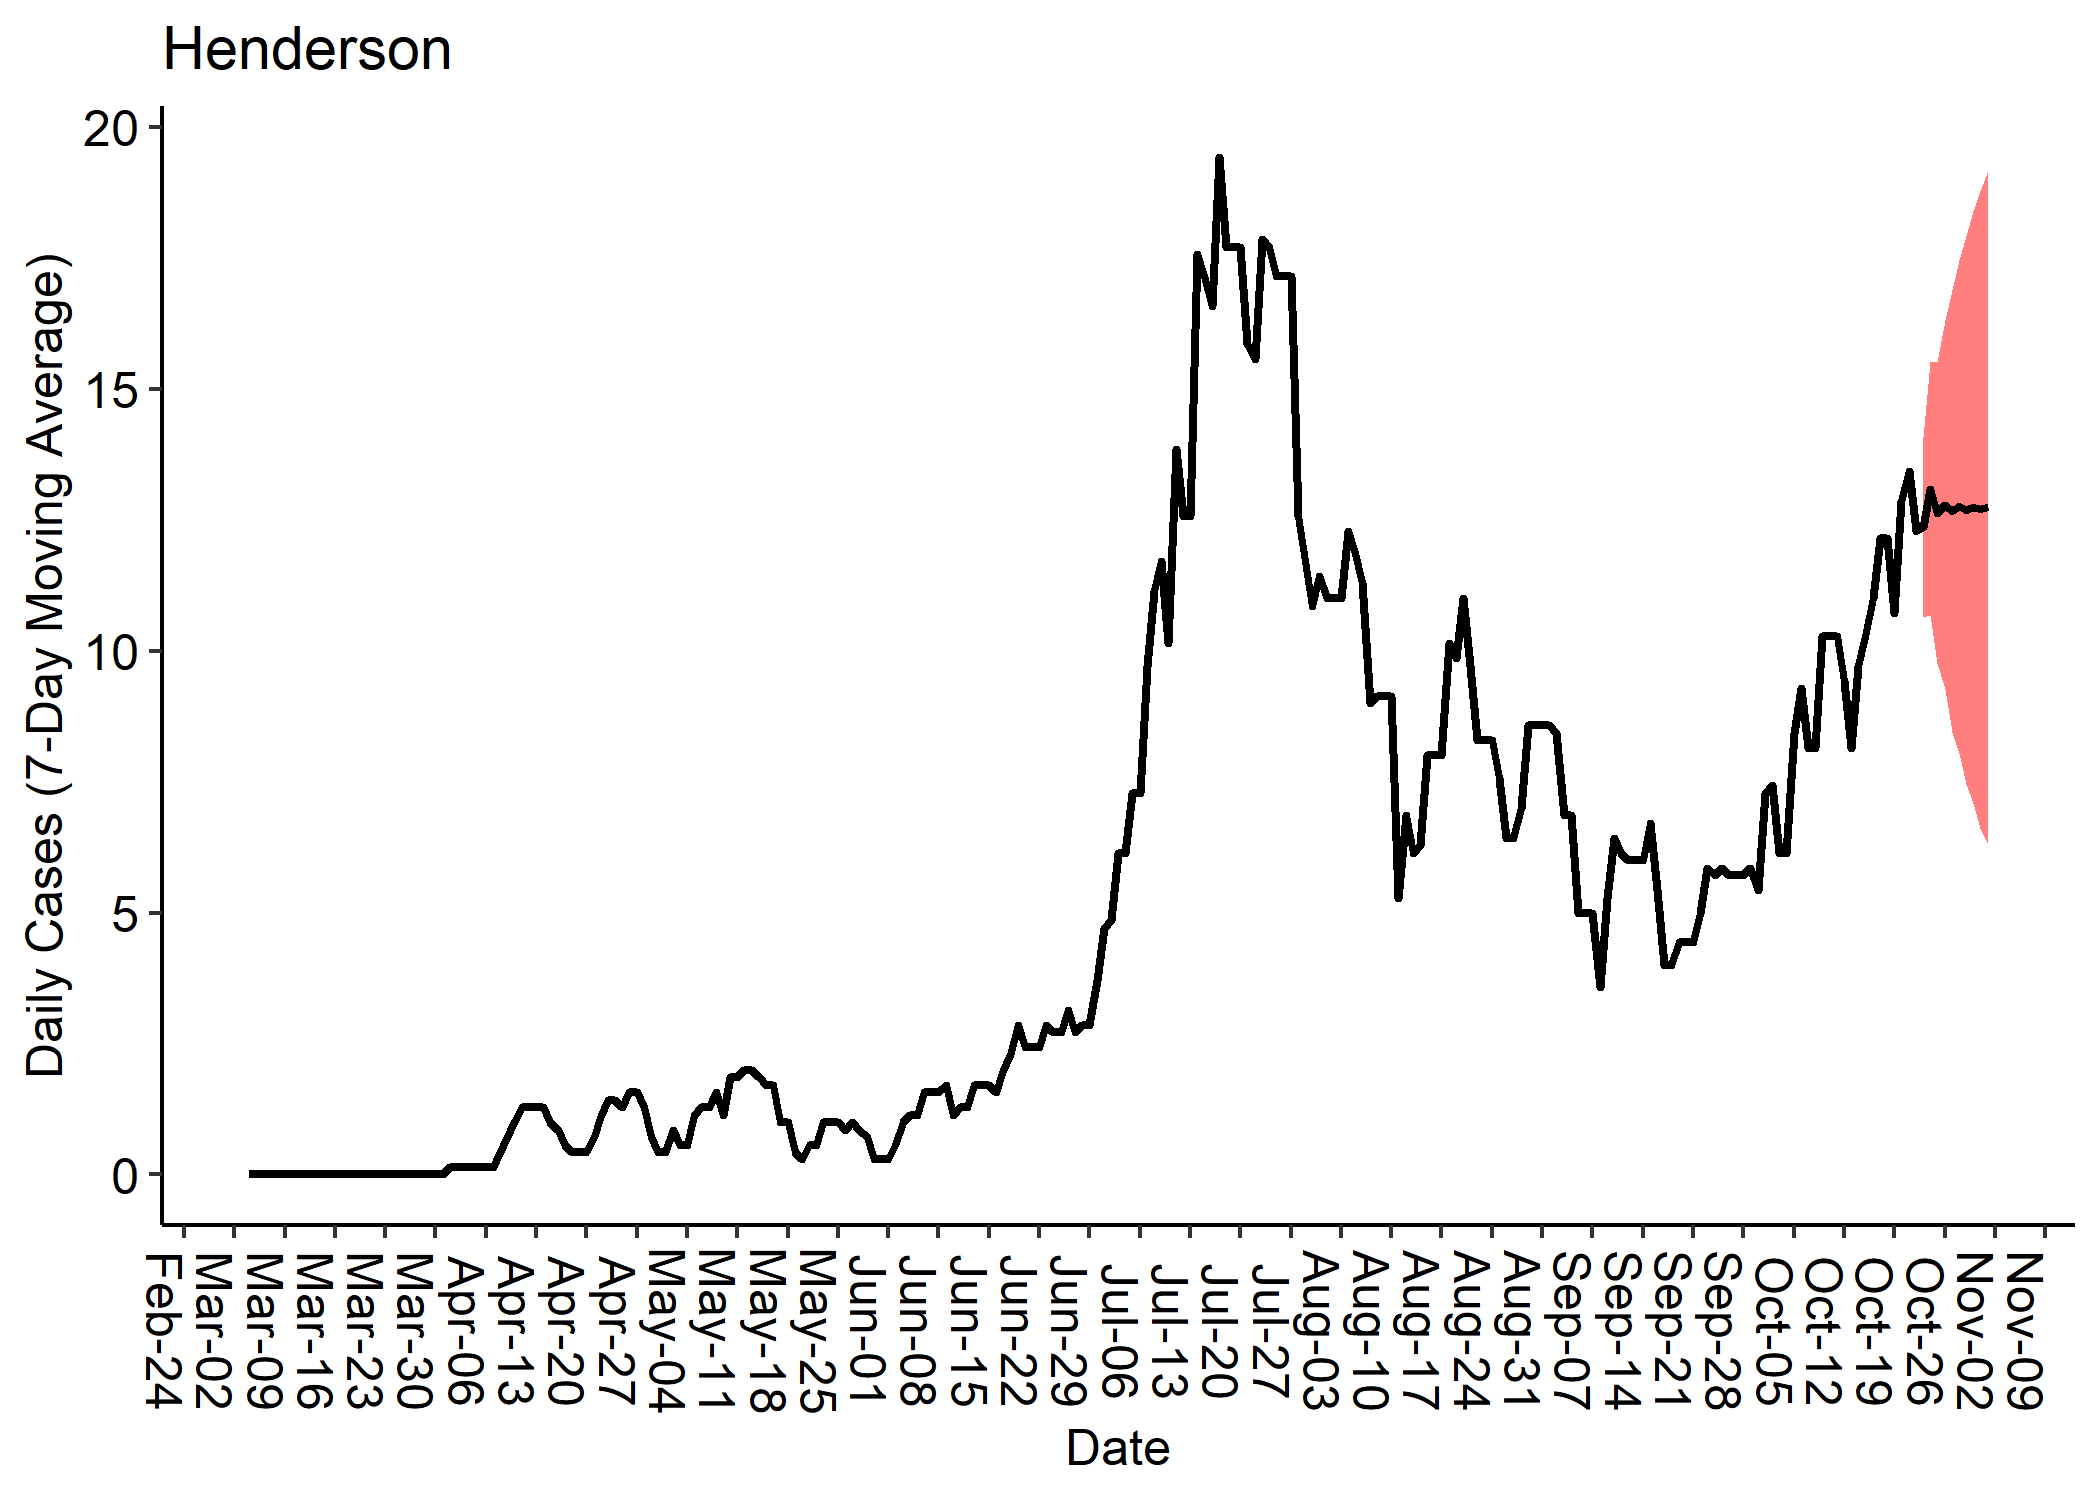 Henderson
Daily Cases (7-Day Moving Average)
20
15
10
5
0
Feb-24
Mar-02
Mar-09
Mar-16
Mar-23
Mar-30
Apr-06
Apr-13
Apr-20
Apr-27
May-04
May-11
May-18
May-25
Jun-01
Jun-08
Jun-15
Jun-22
Jun-29
Jul-06
Jul-13
Jul-20
Jul-27
Aug-03
Aug-10
Aug-17
Aug-24
Aug-31
Sep-07
Sep-14
Sep-21
Sep-28
Oct-05
Oct-12
Oct-19
Oct-26
Nov-02
Nov-09
Date